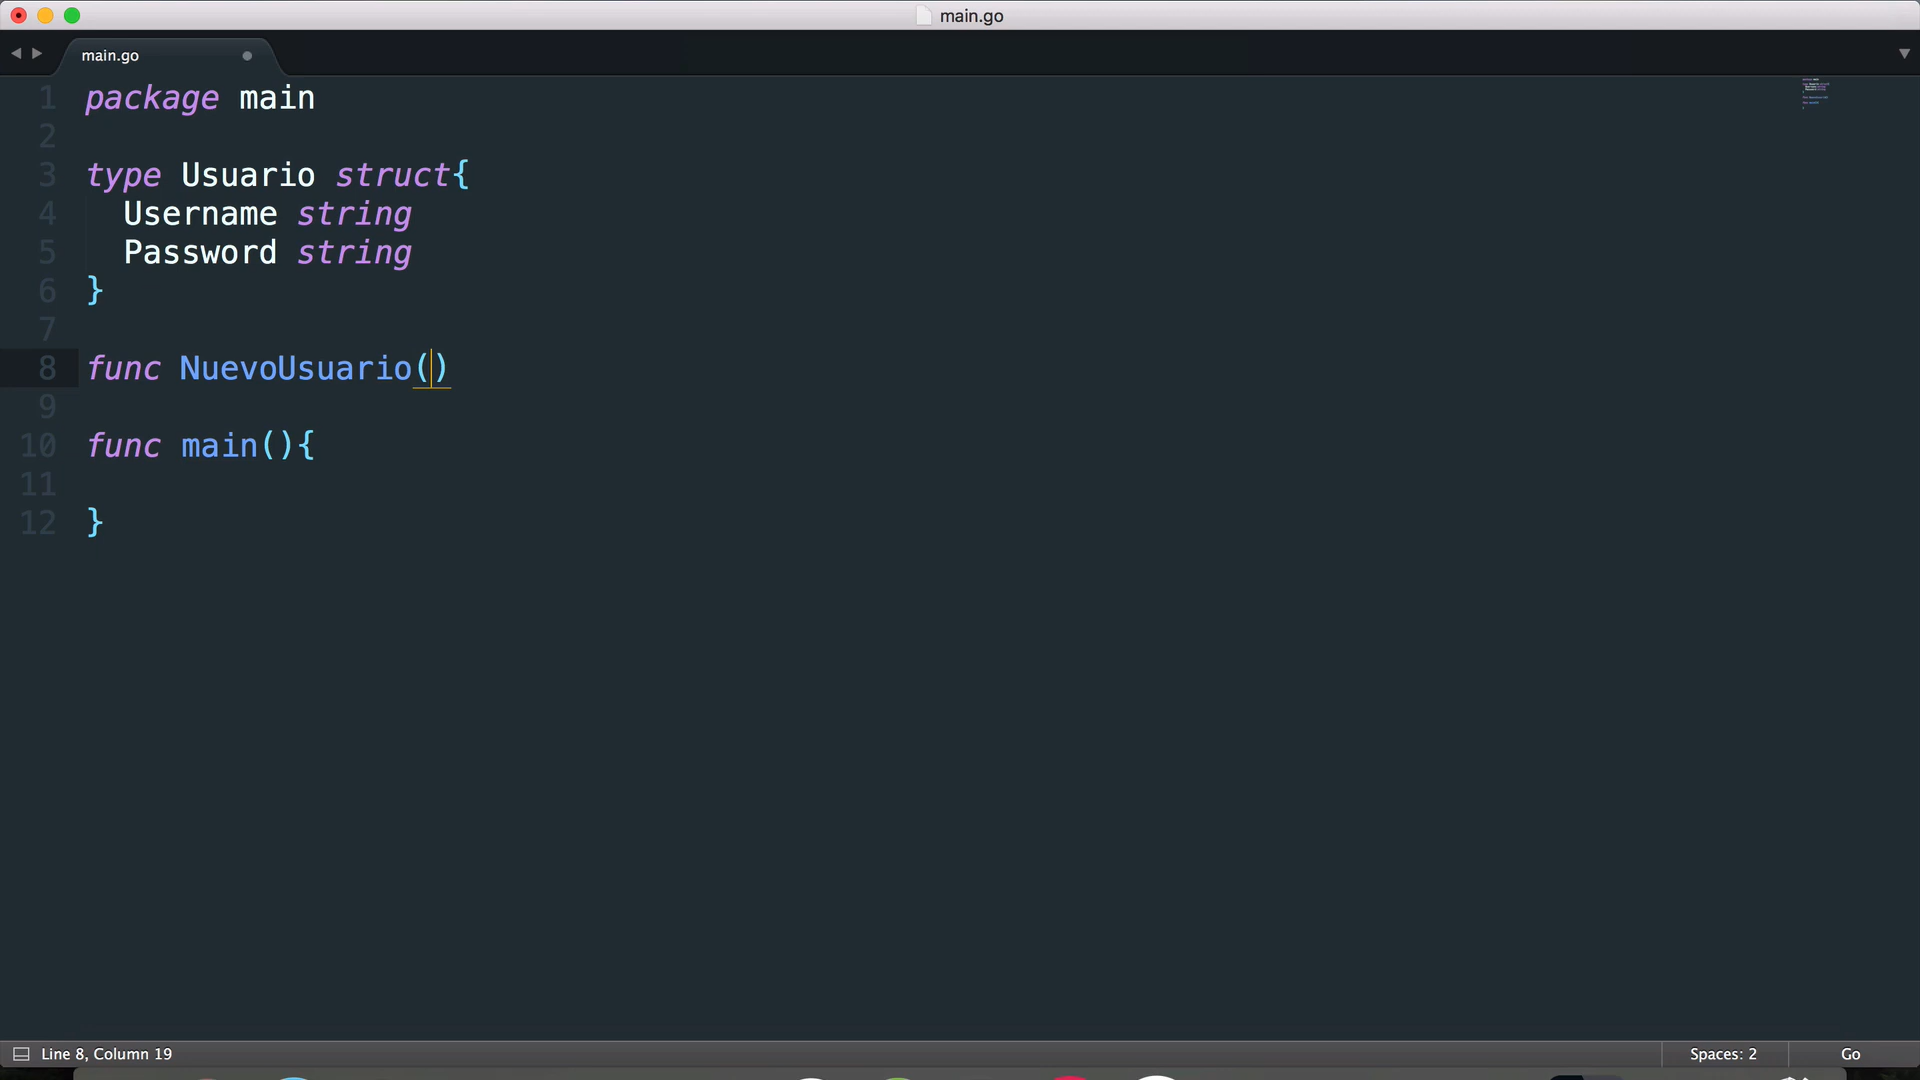 main.go
main.go
1 package main
2
3 type Usuario struct{
4 Username string
5 Password string
6 }
7
8 func NuevoUsuario()
9
10 func main(){
11
12 }
Line 8, Column 19
Spaces: 2
Go